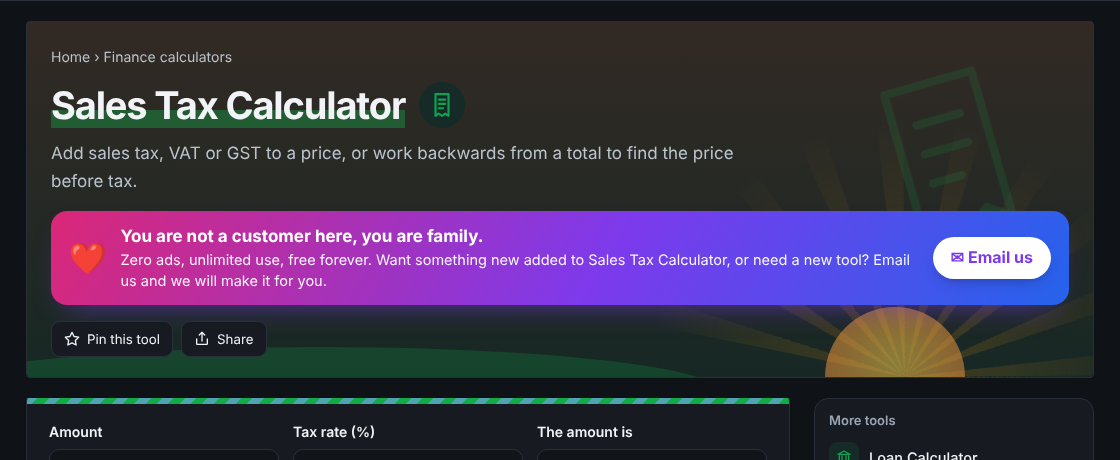 Home › Finance calculators
Sales Tax Calculator
Add sales tax, VAT or GST to a price, or work backwards from a total to find the price
before tax.
You are not a customer here, you are family.
Zero ads, unlimited use, free forever. Want something new added to Sales Tax Calculator, or need a new tool? Email
us and we will make it for you.
✉ Email us
Pin this tool
Share
Amount
Tax rate (%)
The amount is
More tools
Loan Calculator